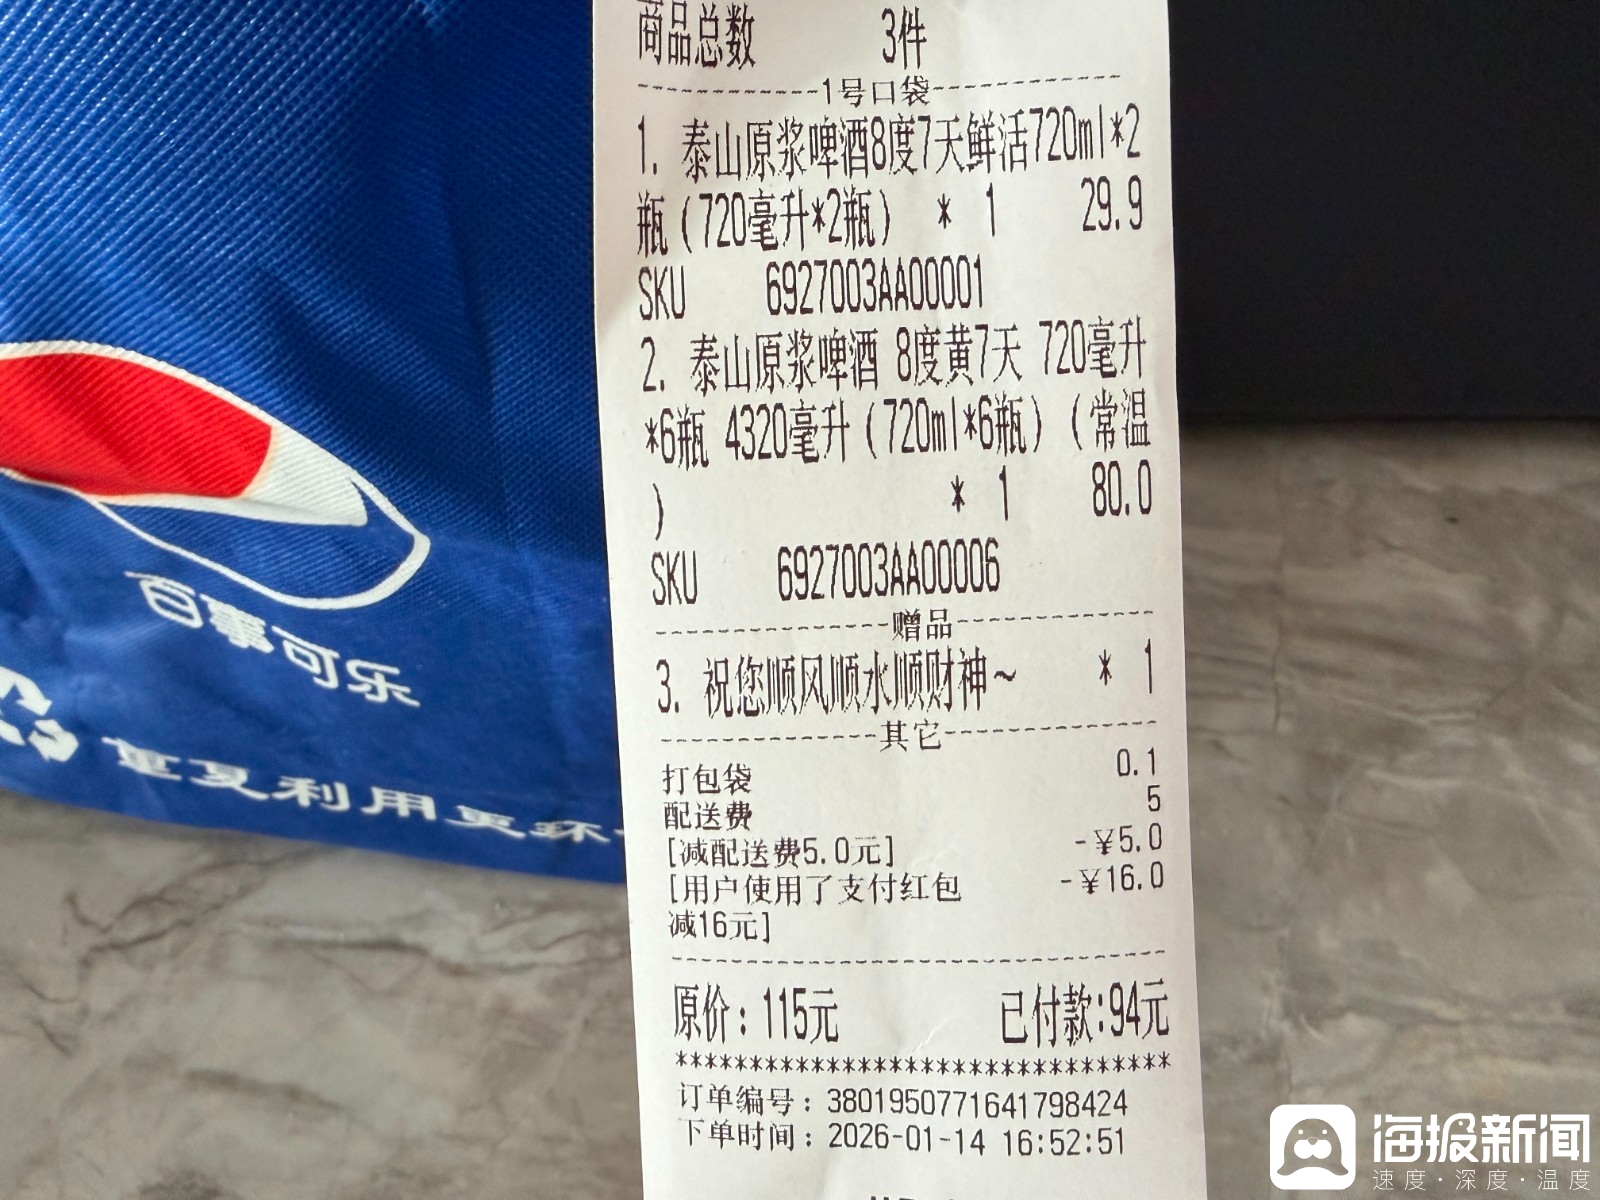 商品总数 3件
1号口袋
1. 泰山原浆啤酒8度7天鲜活720ml*2
瓶(720毫升*2瓶) * 1 29.9
SKU 6927003AA00001
2. 泰山原浆啤酒 8度黄7天 720毫升
*6瓶 4320毫升(720ml*6瓶)(常温
) * 1 80.0
SKU 6927003AA00006
赠品
3. 祝您顺风顺水顺财神~ * 1
其它
打包袋 0.1
配送费 5
[减配送费5.0元] -￥5.0
[用户使用了支付红包 -￥16.0
减16元]
原价:115元 已付款:94元
*********************************
订单编号:3801950771641798424
下单时间:2026-01-14 16:52:51
百事可乐
重复利用更环
海报新闻
速度·深度·温度